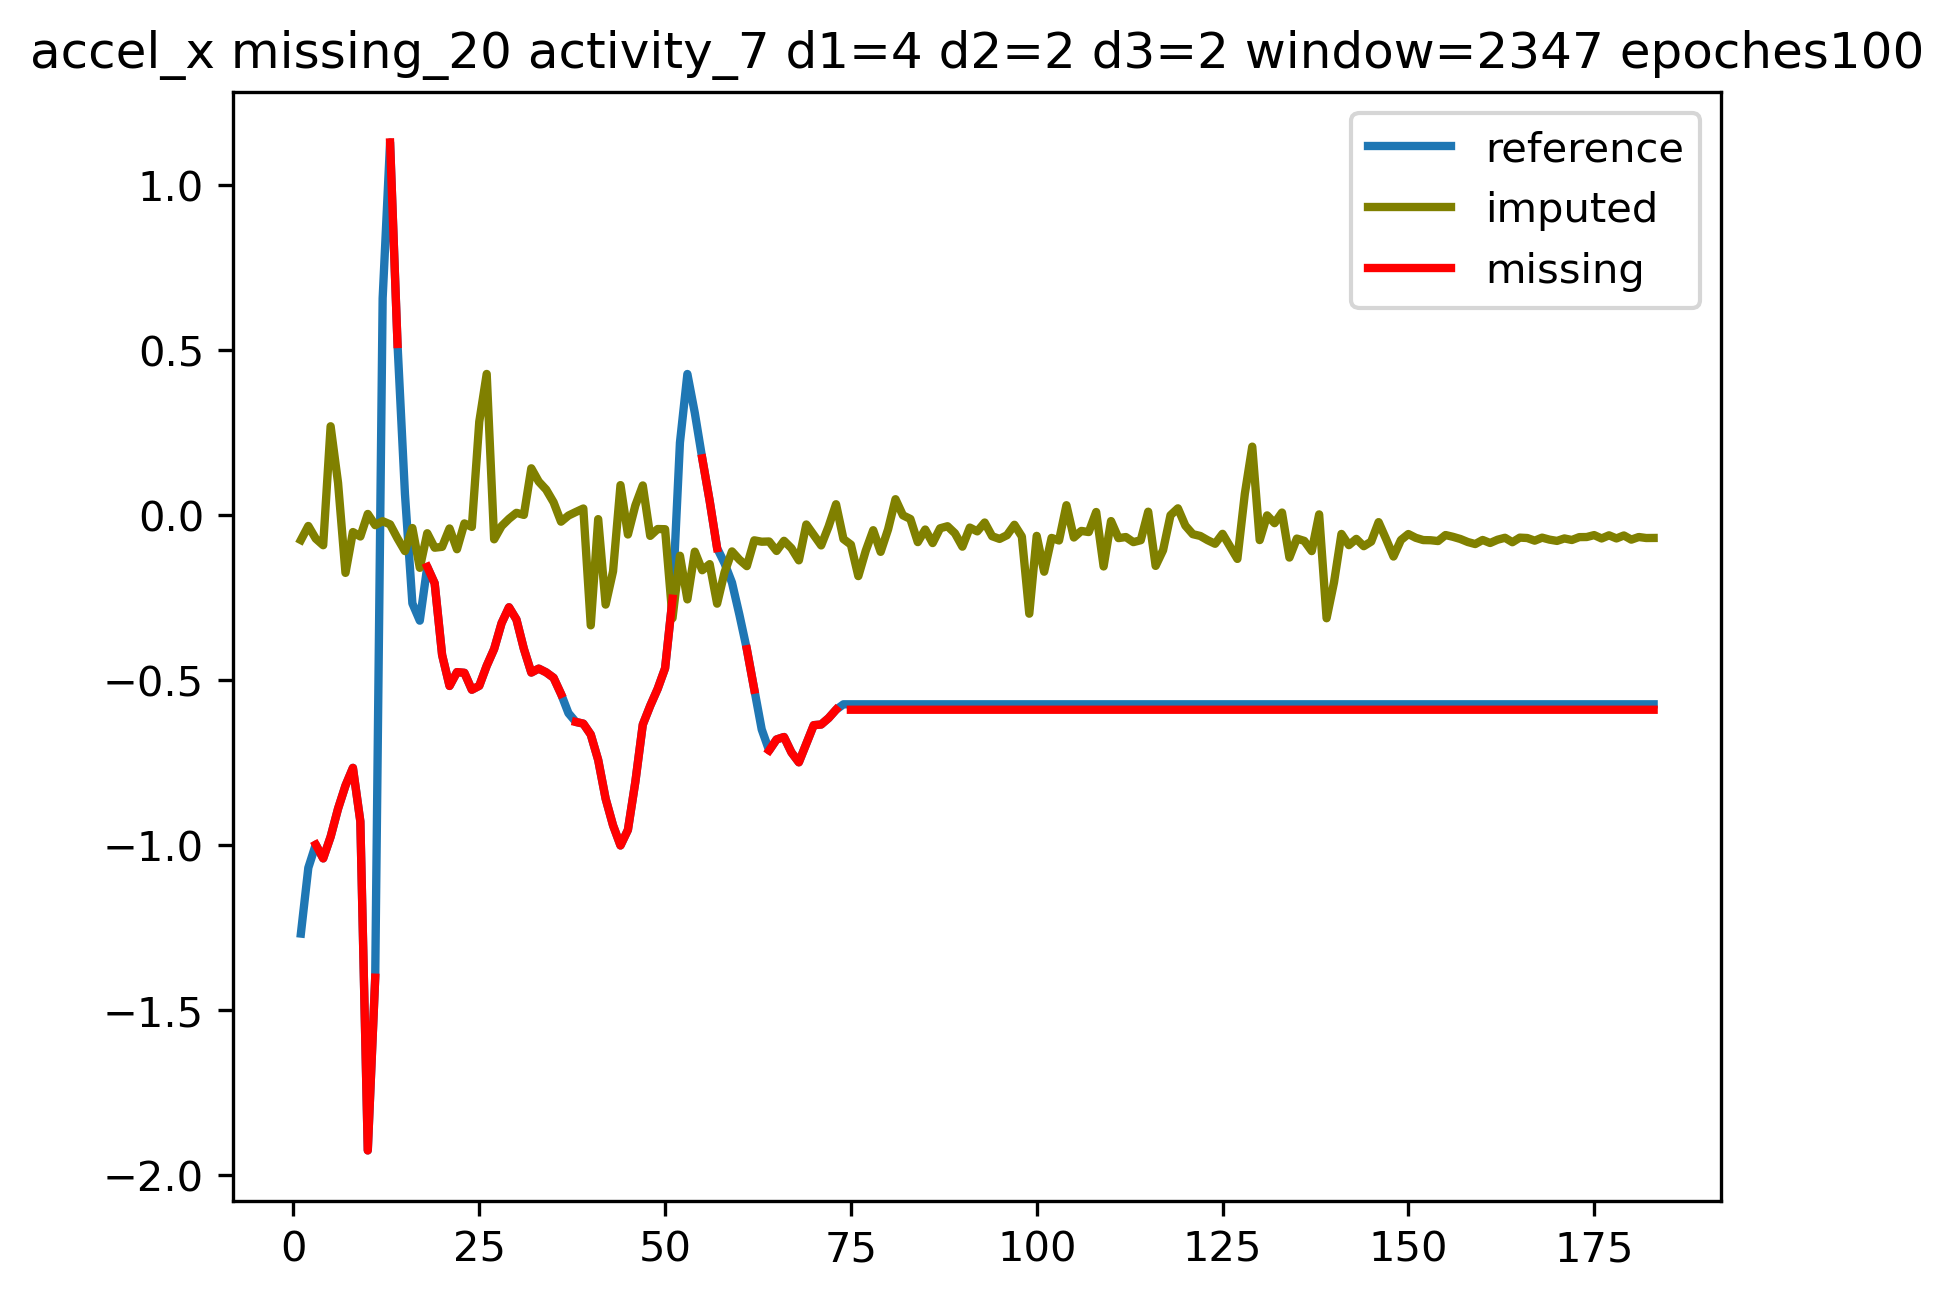 accel_x missing_20 activity_7 d1=4 d2=2 d3=2 window=2347 epoches100
reference
imputed
missing
1.0
0.5
0.0
−0.5
−1.0
−1.5
−2.0
0 25 50 75 100 125 150 175